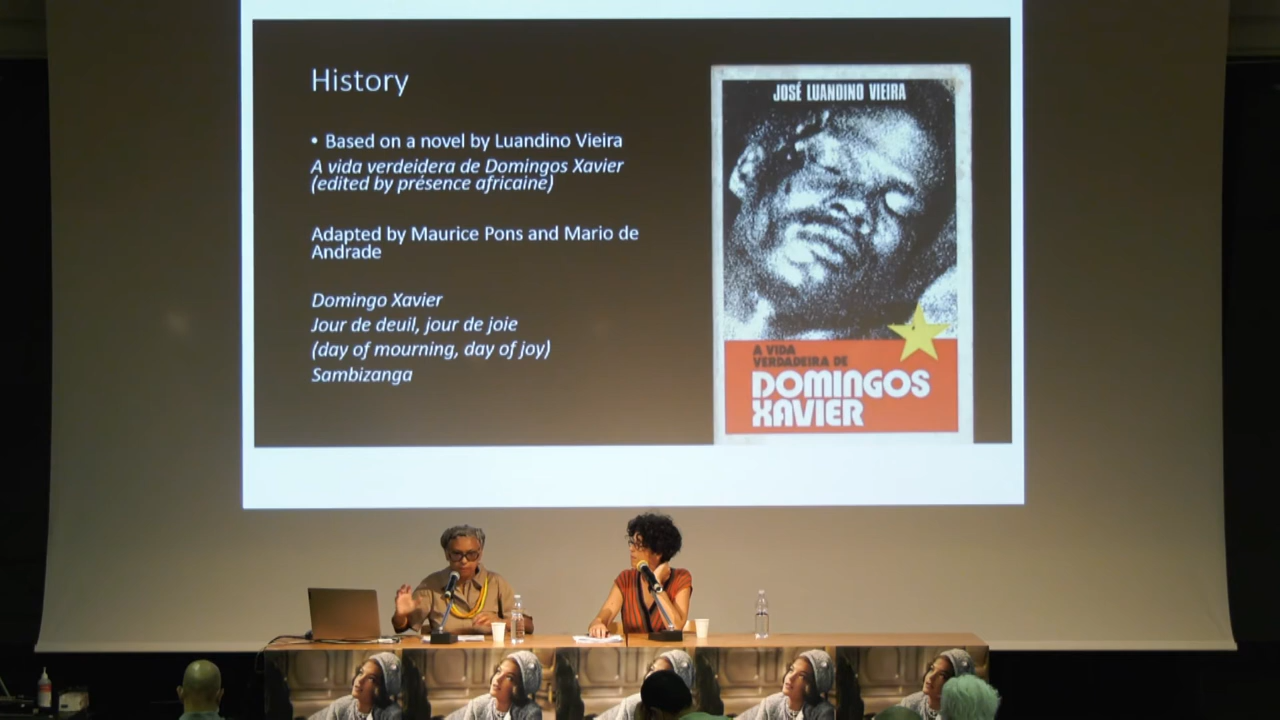 History
• Based on a novel by Luandino Vieira
A vida verdeidera de Domingos Xavier
(edited by présence africaine)
Adapted by Maurice Pons and Mario de
Andrade
Domingo Xavier
Jour de deuil, jour de joie
(day of mourning, day of joy)
Sambizanga
JOSÉ LUANDINO VIEIRA
A VIDA
VERDADEIRA DE
DOMINGOS
XAVIER